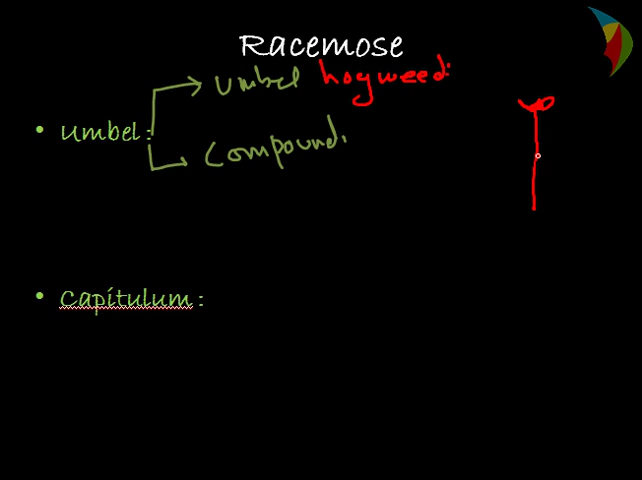 Racemose
Umbel hogweed:
• Umbel :
Compound.
• Capitulum :